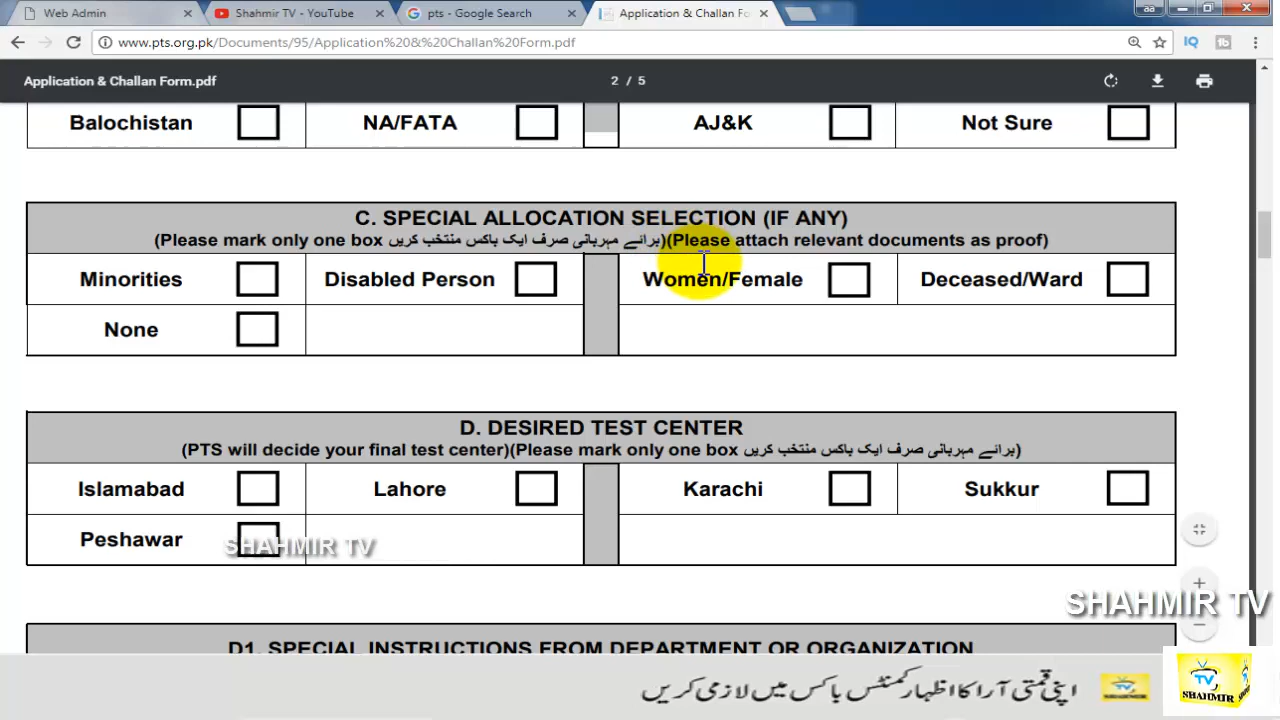 Web Admin
Shahmir TV - YouTube
pts - Google Search
Application & Challan Fo
aa
www.pts.org.pk/Documents/95/Application%20&%20Challan%20Form.pdf
IQ
Application & Challan Form.pdf
2 / 5
Balochistan
NA/FATA
AJ&K
Not Sure
C. SPECIAL ALLOCATION SELECTION (IF ANY)
(Please mark only one box برائے مہربانی صرف ایک باکس منتخب کریں)(Please attach relevant documents as proof)
Minorities
Disabled Person
Women/Female
Deceased/Ward
None
D. DESIRED TEST CENTER
(PTS will decide your final test center)(Please mark only one box برائے مہربانی صرف ایک باکس منتخب کریں)
Islamabad
Lahore
Karachi
Sukkur
Peshawar
SHAHMIR TV
SHAHMIR TV
D1. SPECIAL INSTRUCTIONS FROM DEPARTMENT OR ORGANIZATION
اپنی قیمتی آرا کا اظہار کمنٹس باکس میں لازمی کریں
TV
SHAHMIR